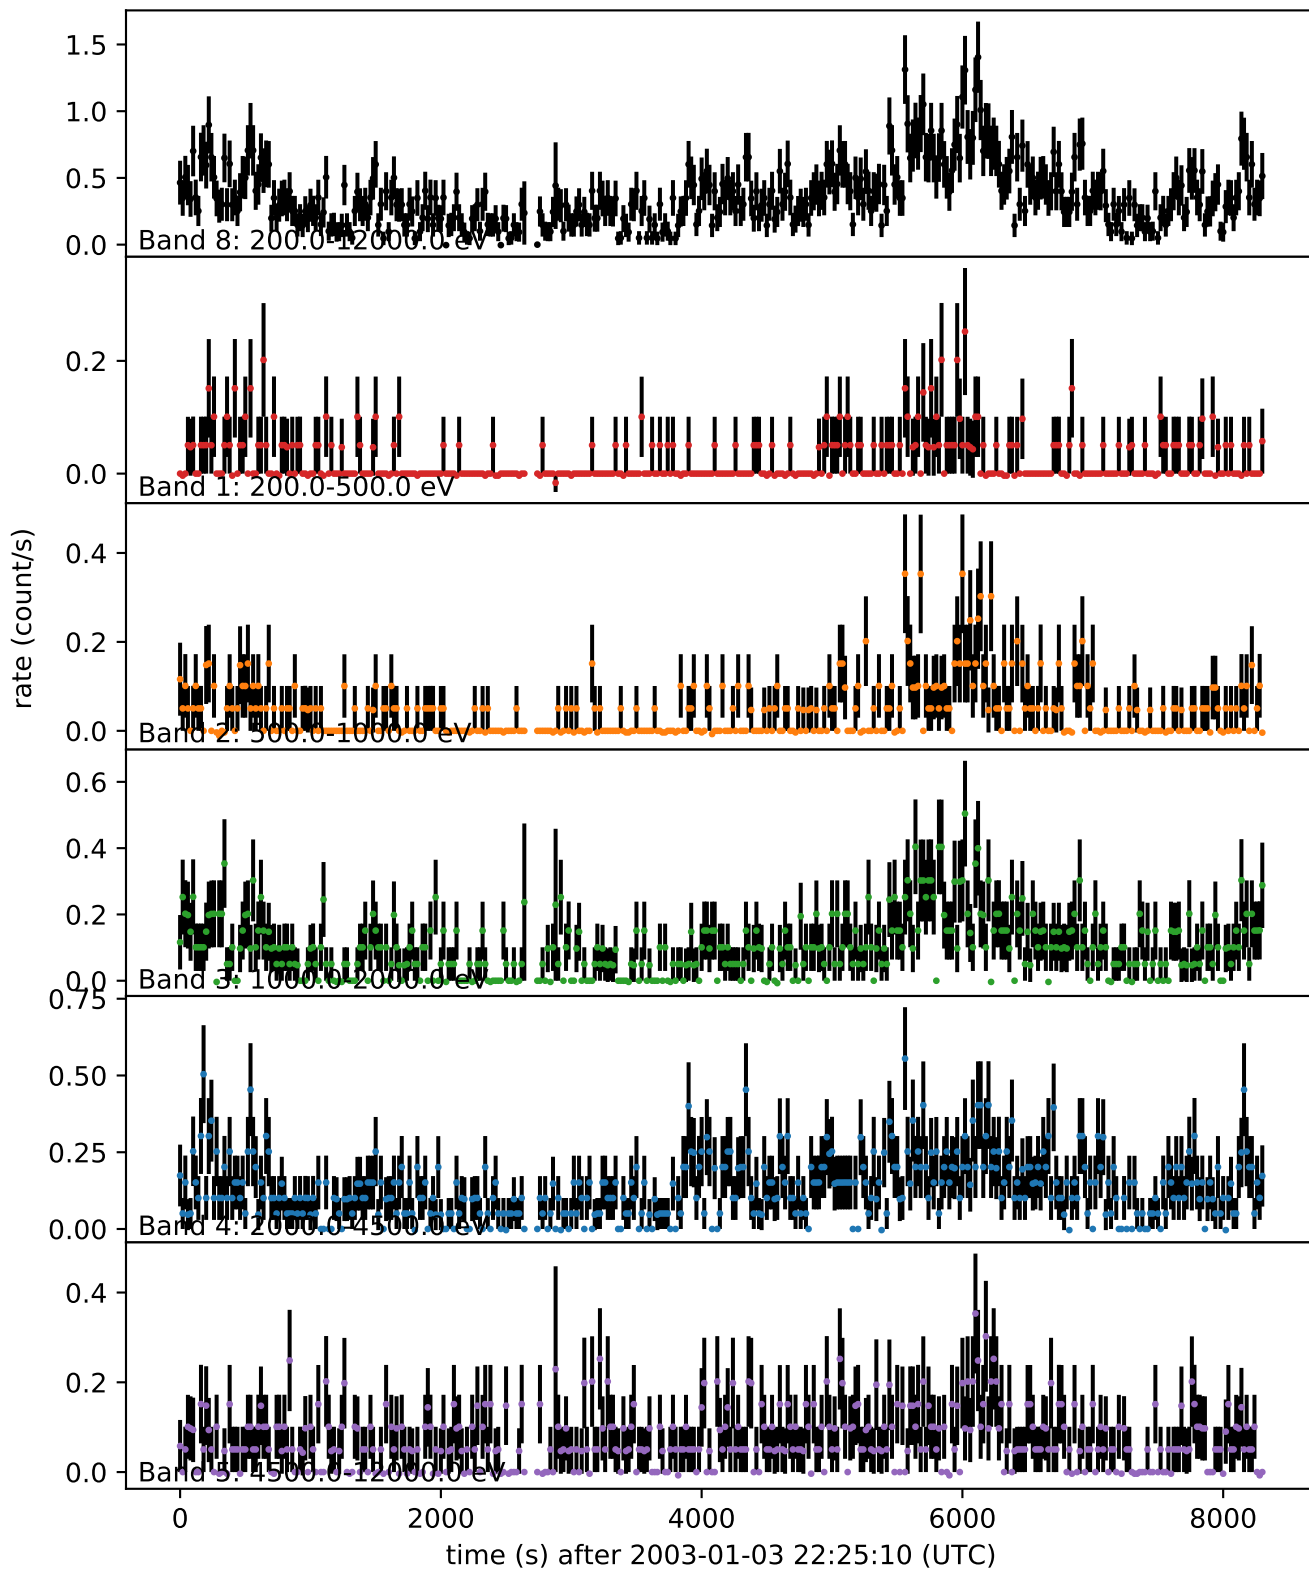 1.5
1.0
0.5
0.0
Band 8: 200.0-12000.0 eV
0.2
0.0
Band 1: 200.0-500.0 eV
0.4
0.2
0.0
Band 2: 500.0-1000.0 eV
rate (count/s)
0.6
0.4
0.2
0.0
Band 3: 1000.0-2000.0 eV
0.75
0.50
0.25
0.00
Band 4: 2000.0-4500.0 eV
0.4
0.2
0.0
Band 5: 4500.0-12000.0 eV
0 2000 4000 6000 8000
time (s) after 2003-01-03 22:25:10 (UTC)